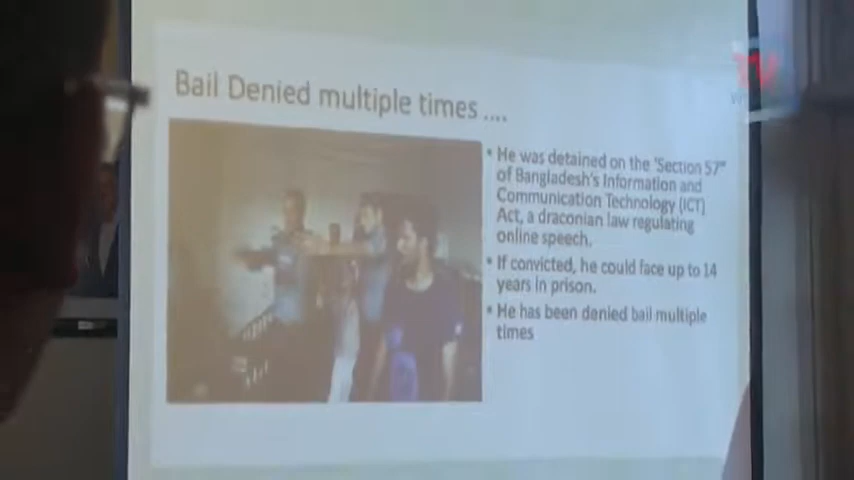 Bail Denied multiple times ....
TV
• He was detained on the "Section 57"
of Bangladesh's Information and
Communication Technology (ICT)
Act, a draconian law regulating
online speech.
• If convicted, he could face up to 14
years in prison.
• He has been denied bail multiple
times